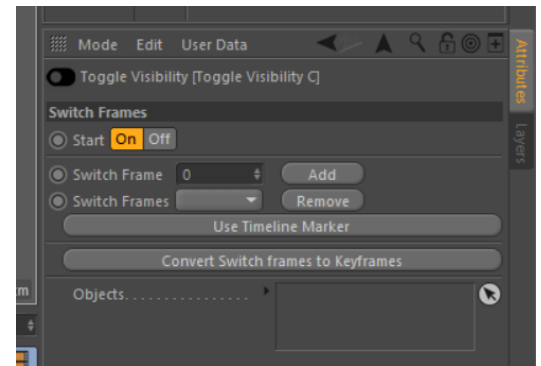 Mode Edit User Data
Toggle Visibility [Toggle Visibility C]
Switch Frames
Start On Off
Switch Frame 0 Add
Switch Frames Remove
Use Timeline Marker
Convert Switch frames to Keyframes
Objects. . . . . . . . . . . . . . . .
Attributes
Layers